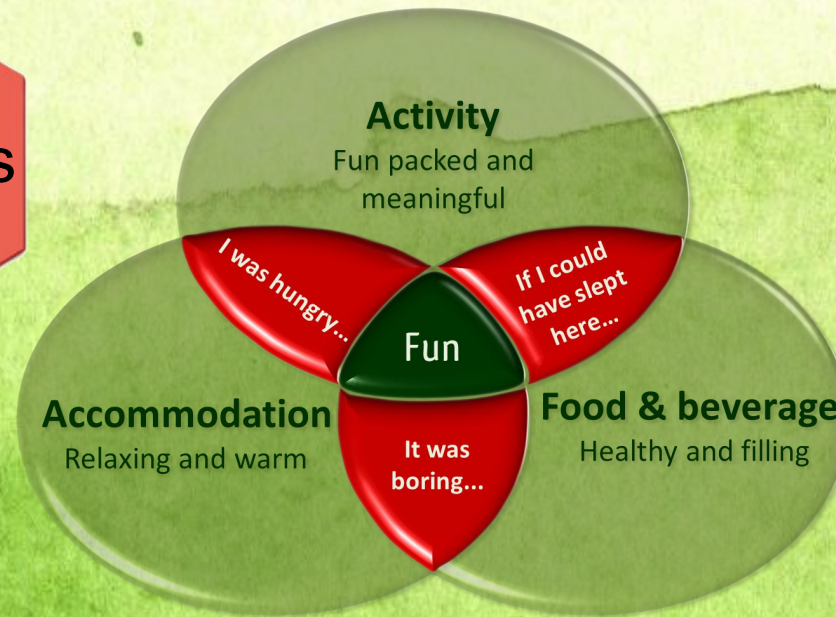 s
Activity
Fun packed and
meaningful
I was hungry...
If I could
have slept
here...
Fun
Accommodation
Relaxing and warm
Food & beverage
Healthy and filling
It was
boring...